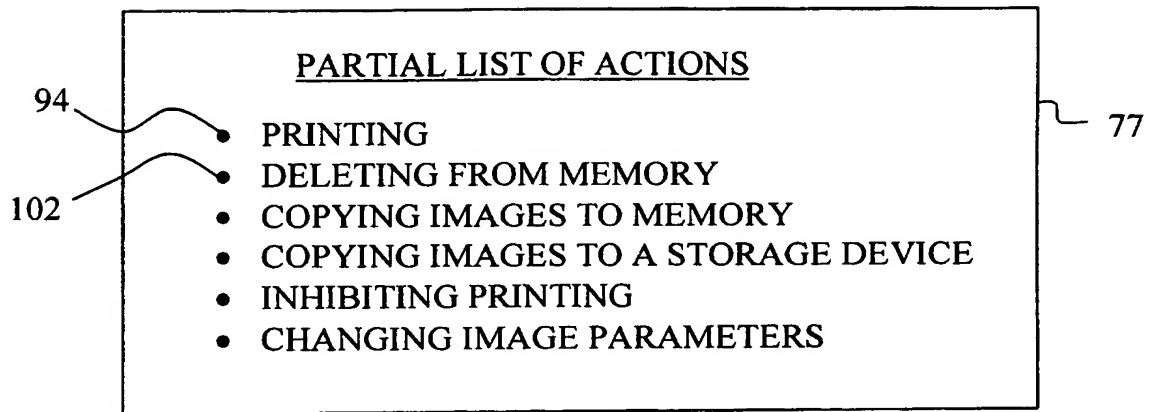 PARTIAL LIST OF ACTIONS
94
77
• PRINTING
• DELETING FROM MEMORY
102
• COPYING IMAGES TO MEMORY
• COPYING IMAGES TO A STORAGE DEVICE
• INHIBITING PRINTING
• CHANGING IMAGE PARAMETERS